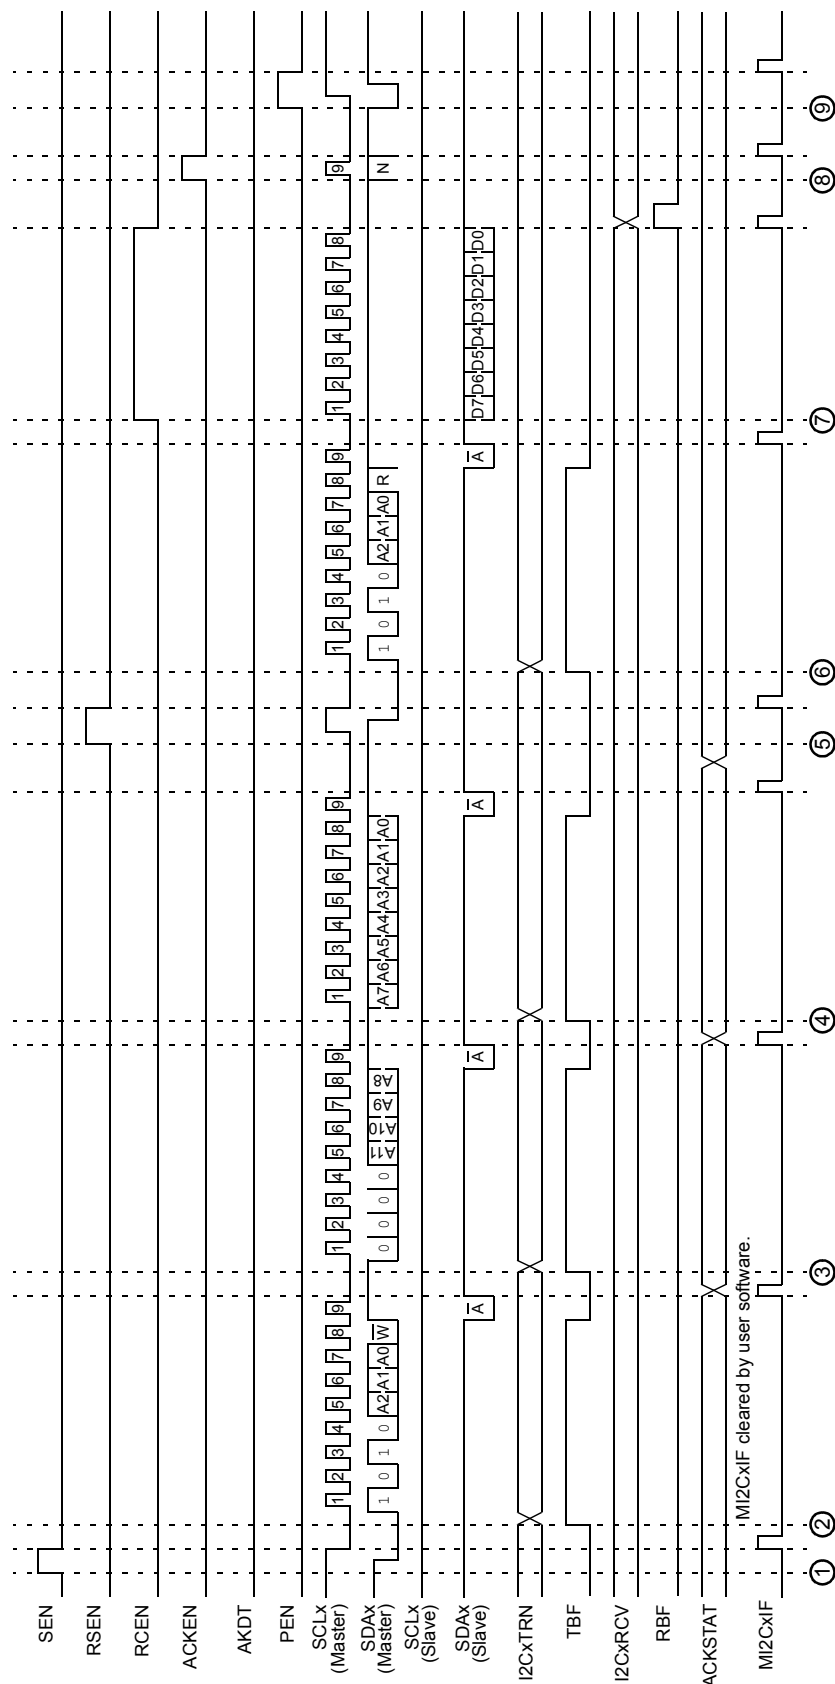 SEN
RSEN
RCEN
ACKEN
AKDT
PEN
SCLx
(Master)
1 2 3 4 5 6 7 8 9 1 2 3 4 5 6 7 8 9 1 2 3 4 5 6 7 8 9 1 2 3 4 5 6 7 8 9 1 2 3 4 5 6 7 8 9
SDAx
(Master)
1 0 1 0 A2 A1 A0 W̅ 0 0 0 0 A11 A10 A9 A8 A7 A6 A5 A4 A3 A2 A1 A0 1 0 1 0 A2 A1 A0 R N
SCLx
(Slave)
SDAx
(Slave)
A̅ A̅ A̅ A̅ D7 D6 D5 D4 D3 D2 D1 D0
I2CxTRN
TBF
I2CxRCV
RBF
ACKSTAT
MI2CxIF cleared by user software.
MI2CxIF
1 2 3 4 5 6 7 8 9